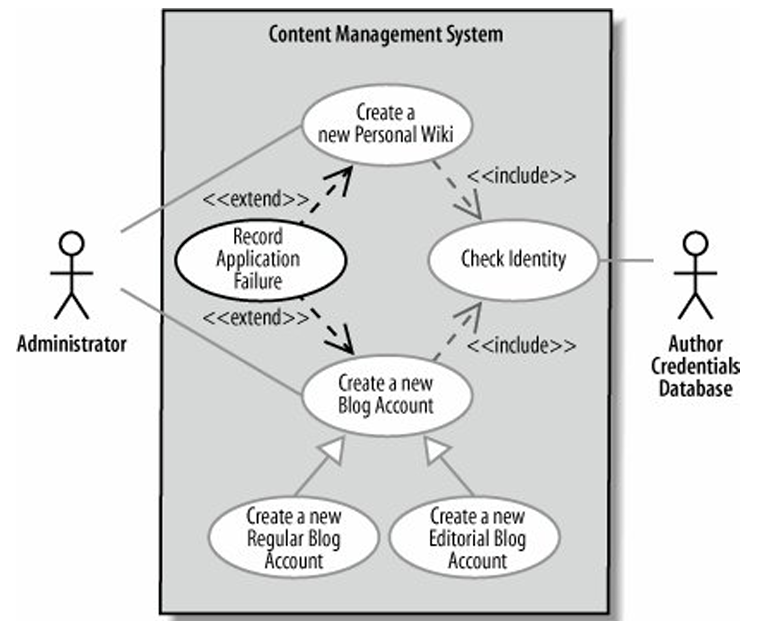 Content Management System
Create a
new Personal Wiki
<<extend>>
<<include>>
Record
Application
Failure
Check Identity
Administrator
<<extend>>
<<include>>
Author
Credentials
Database
Create a new
Blog Account
Create a new
Regular Blog
Account
Create a new
Editorial Blog
Account